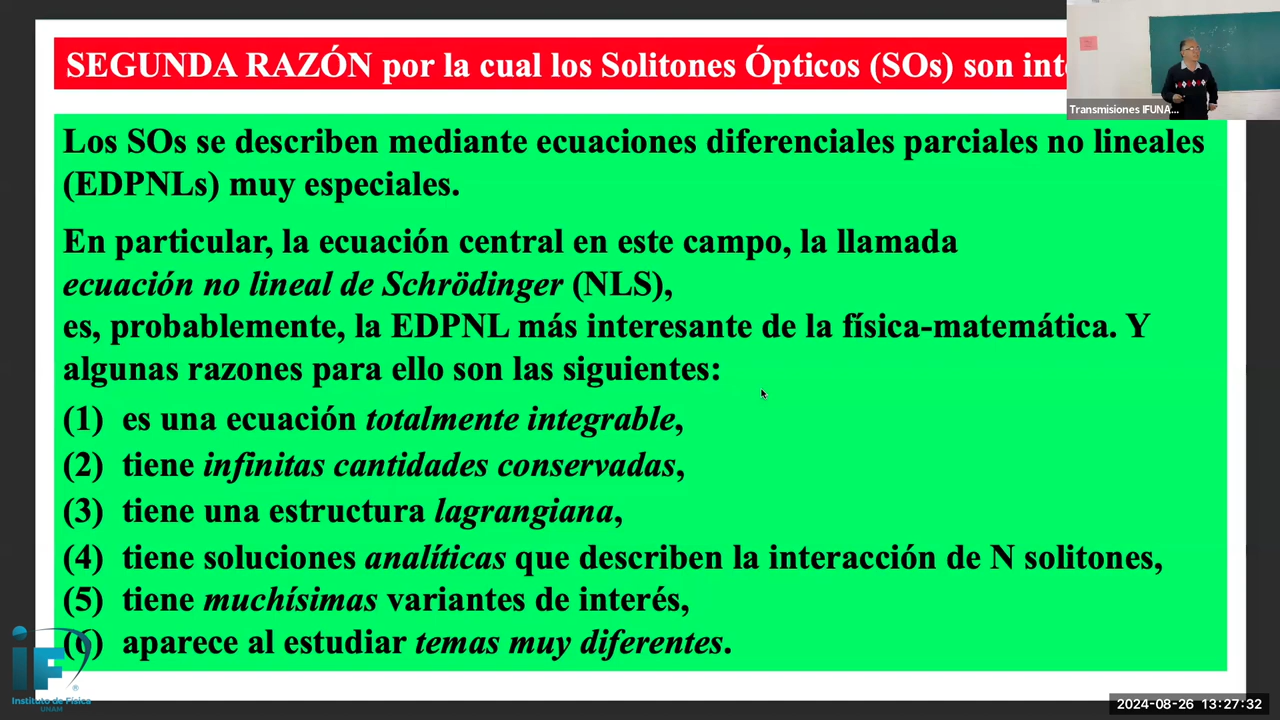 SEGUNDA RAZÓN por la cual los Solitones Ópticos (SOs) son int
Transmisiones IFUNA...
Los SOs se describen mediante ecuaciones diferenciales parciales no lineales
(EDPNLs) muy especiales.
En particular, la ecuación central en este campo, la llamada
ecuación no lineal de Schrödinger (NLS),
es, probablemente, la EDPNL más interesante de la física-matemática. Y
algunas razones para ello son las siguientes:
(1) es una ecuación totalmente integrable,
(2) tiene infinitas cantidades conservadas,
(3) tiene una estructura lagrangiana,
(4) tiene soluciones analíticas que describen la interacción de N solitones,
(5) tiene muchísimas variantes de interés,
(6) aparece al estudiar temas muy diferentes.
iF
Instituto de Física
UNAM
2024-08-26 13:27:32